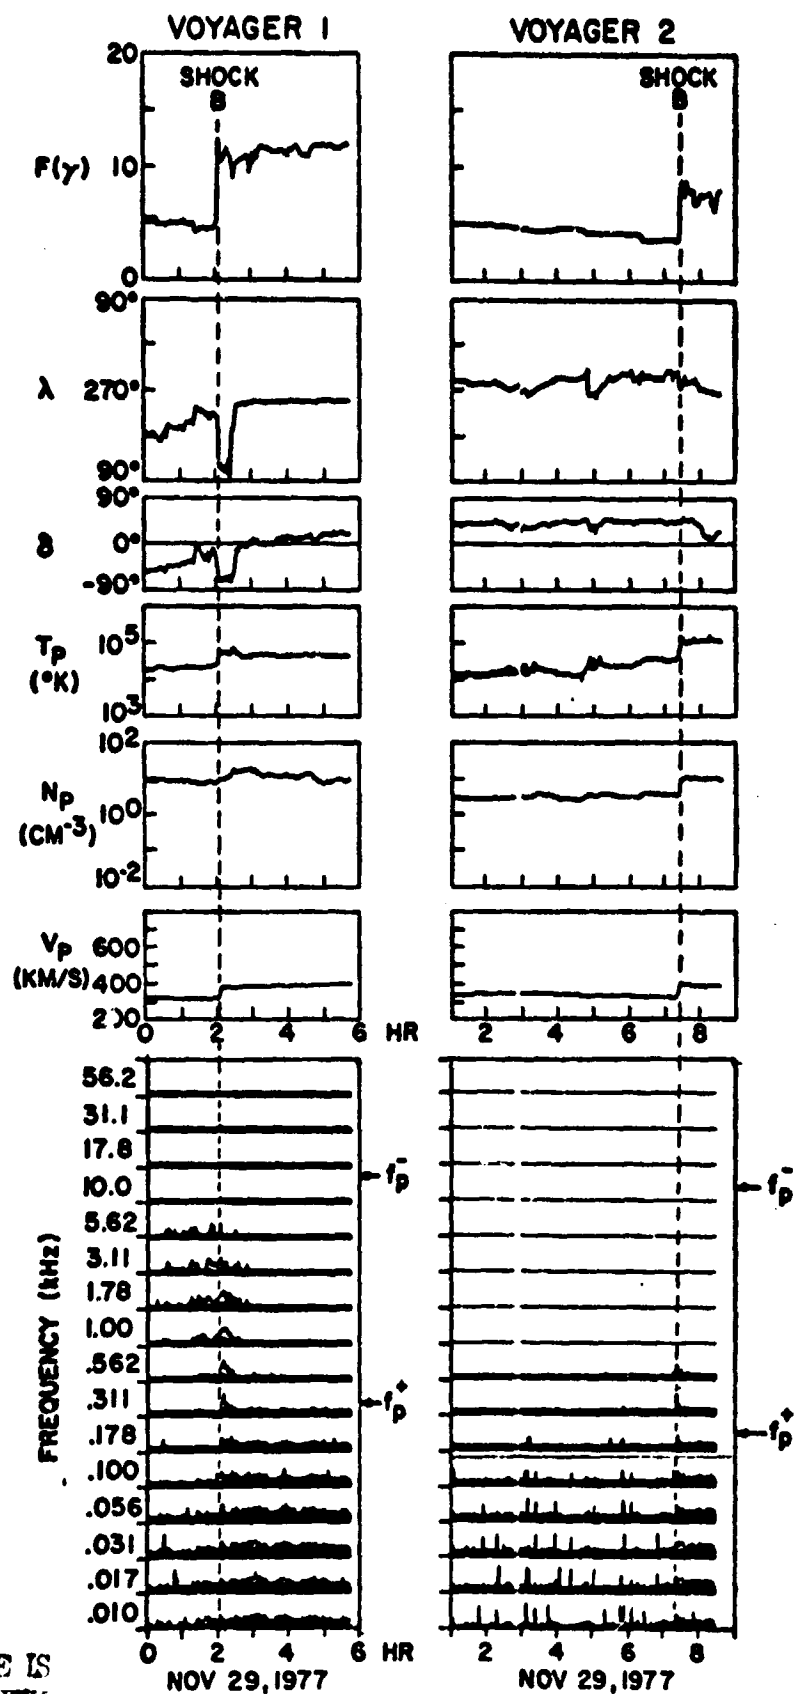 VOYAGER 1
VOYAGER 2
20
SHOCK
B
SHOCK
B
F(γ) 10
0
90°
λ 270°
90°
90°
δ 0°
-90°
Tp 10⁵
(°K)
10³
10²
Np
10⁰
(CM⁻³)
10⁻²
Vp 600
(KM/S) 400
200
0 2 4 6 HR 2 4 6 8
56.2
31.1
17.8
fp⁻
fp⁻
10.0
5.62
3.11
1.78
1.00
.562
.311
fp⁺
fp⁺
.178
.100
.056
.031
.017
.010
FREQUENCY (kHz)
0 2 4 6 HR 2 4 6 8
NOV 29, 1977
NOV 29, 1977
E IS